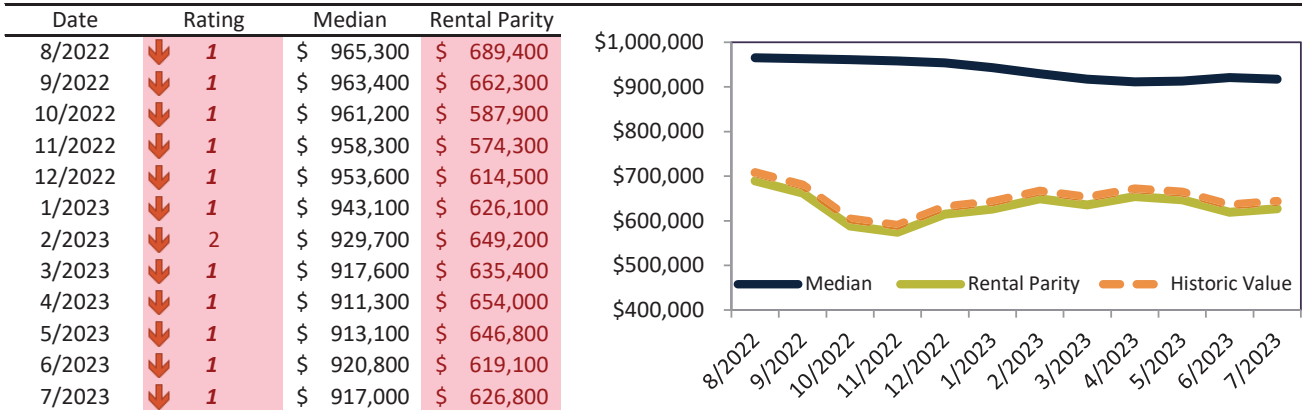 Date Rating Median Rental Parity
8/2022 1 $ 965,300 $ 689,400
9/2022 1 $ 963,400 $ 662,300
10/2022 1 $ 961,200 $ 587,900
11/2022 1 $ 958,300 $ 574,300
12/2022 1 $ 953,600 $ 614,500
1/2023 1 $ 943,100 $ 626,100
2/2023 2 $ 929,700 $ 649,200
3/2023 1 $ 917,600 $ 635,400
4/2023 1 $ 911,300 $ 654,000
5/2023 1 $ 913,100 $ 646,800
6/2023 1 $ 920,800 $ 619,100
7/2023 1 $ 917,000 $ 626,800
$1,000,000
$900,000
$800,000
$700,000
$600,000
$500,000
$400,000
Median Rental Parity Historic Value
8/2022 9/2022 10/2022 11/2022 12/2022 1/2023 2/2023 3/2023 4/2023 5/2023 6/2023 7/2023